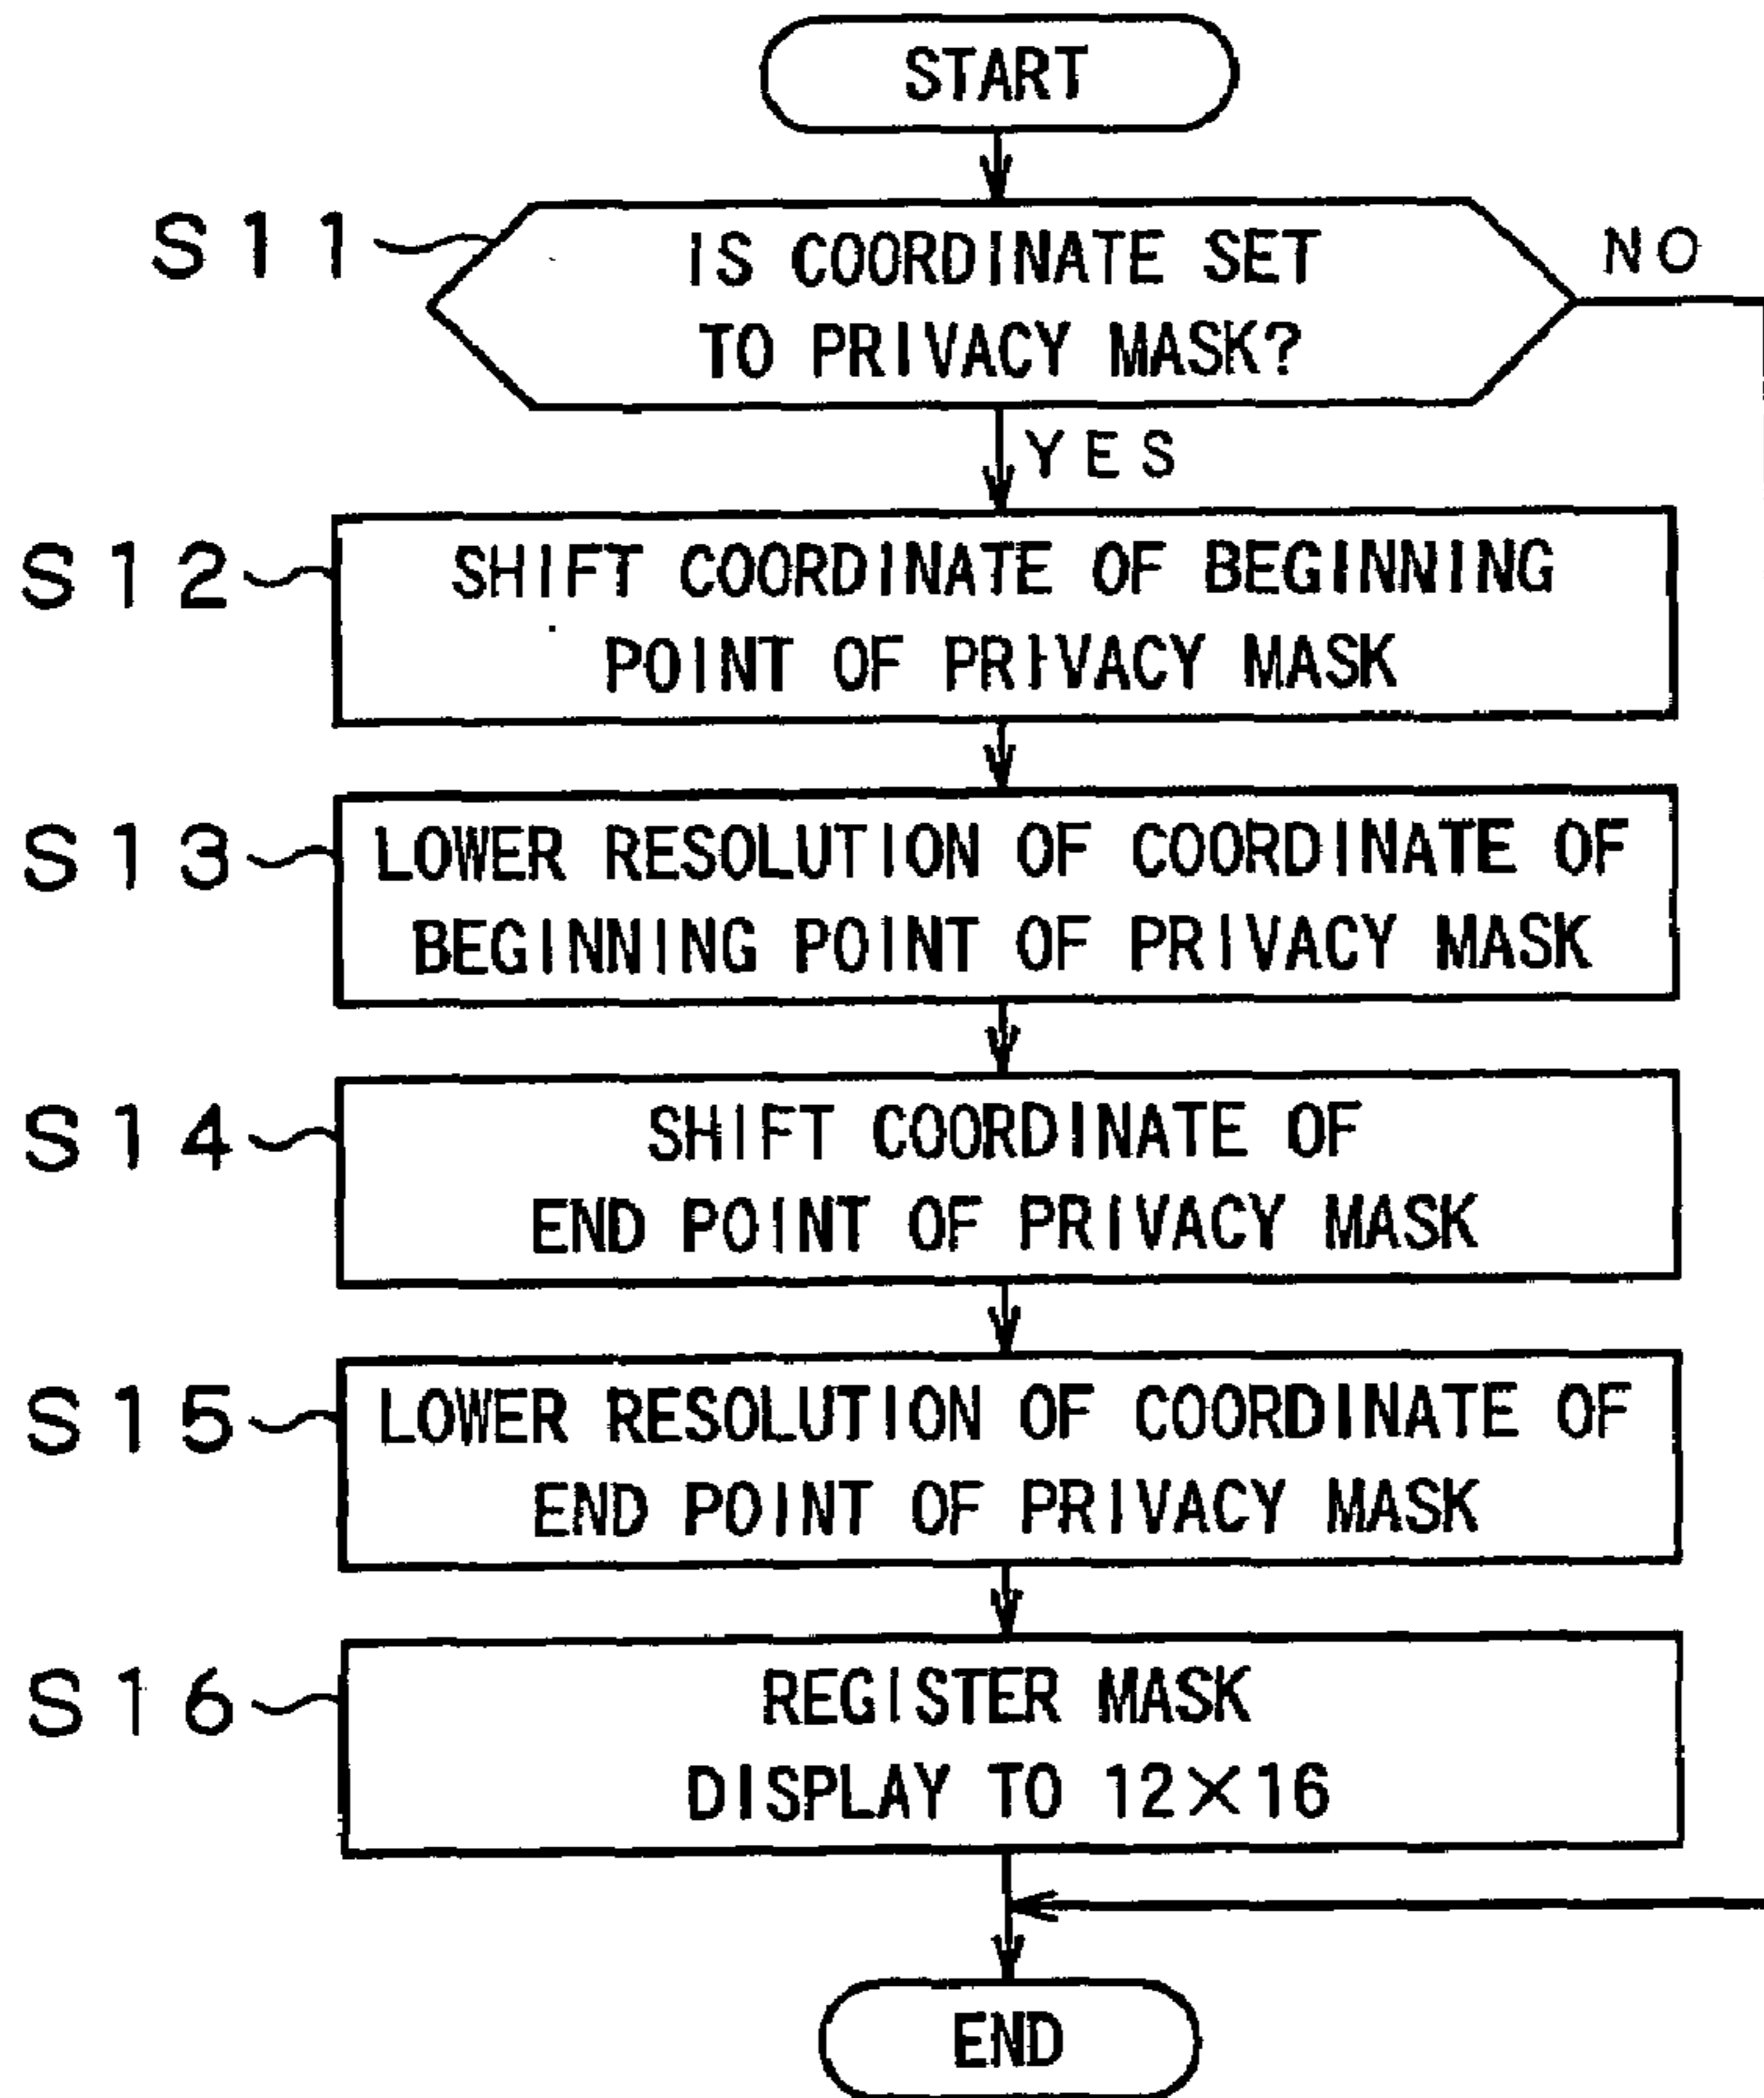 START
S11
IS COORDINATE SET
TO PRIVACY MASK?
NO
YES
S12
SHIFT COORDINATE OF BEGINNING
POINT OF PRIVACY MASK
S13
LOWER RESOLUTION OF COORDINATE OF
BEGINNING POINT OF PRIVACY MASK
S14
SHIFT COORDINATE OF
END POINT OF PRIVACY MASK
S15
LOWER RESOLUTION OF COORDINATE OF
END POINT OF PRIVACY MASK
S16
REGISTER MASK
DISPLAY TO 12×16
END